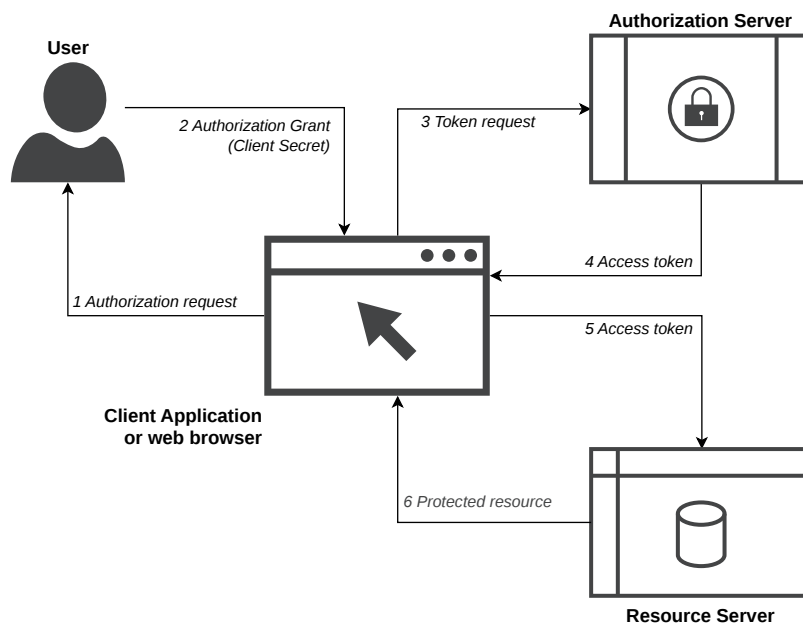 Authorization Server
User
2 Authorization Grant
(Client Secret)
3 Token request
4 Access token
1 Authorization request
5 Access token
Client Application
or web browser
6 Protected resource
Resource Server